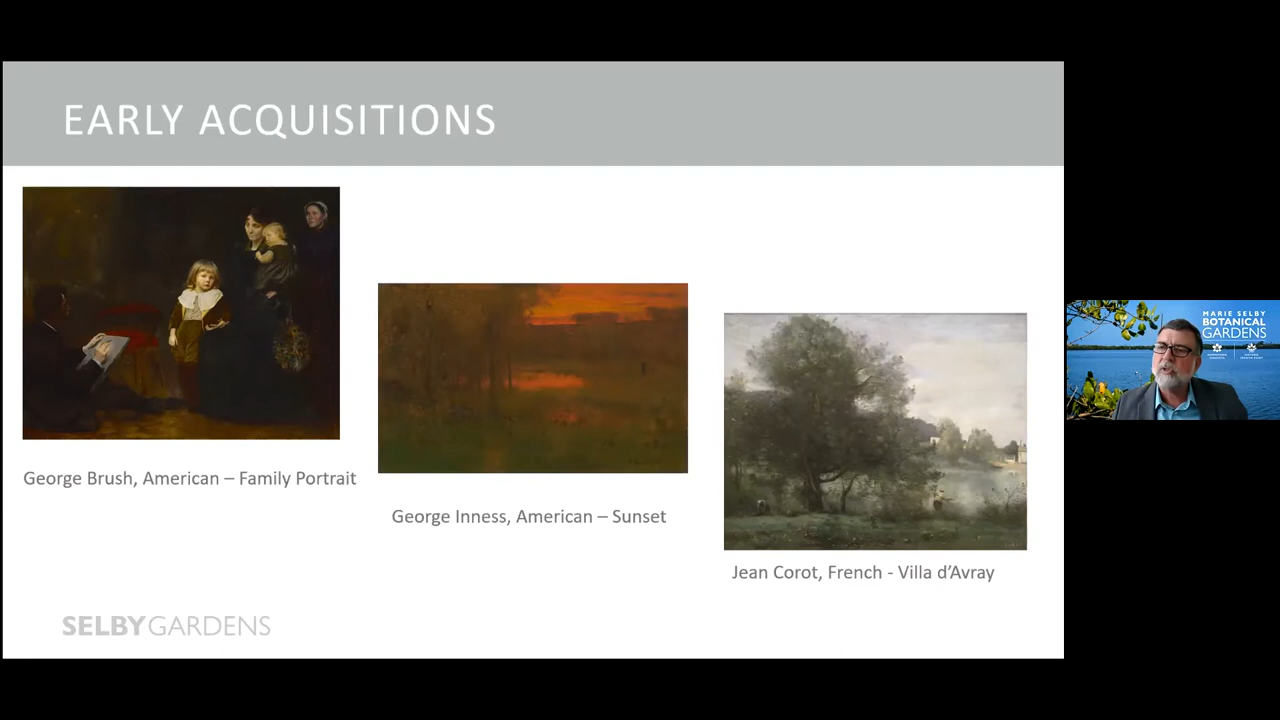 EARLY ACQUISITIONS
George Brush, American – Family Portrait
George Inness, American – Sunset
Jean Corot, French - Villa d’Avray
SELBYGARDENS
MARIE SELBY
BOTANICAL
GARDENS